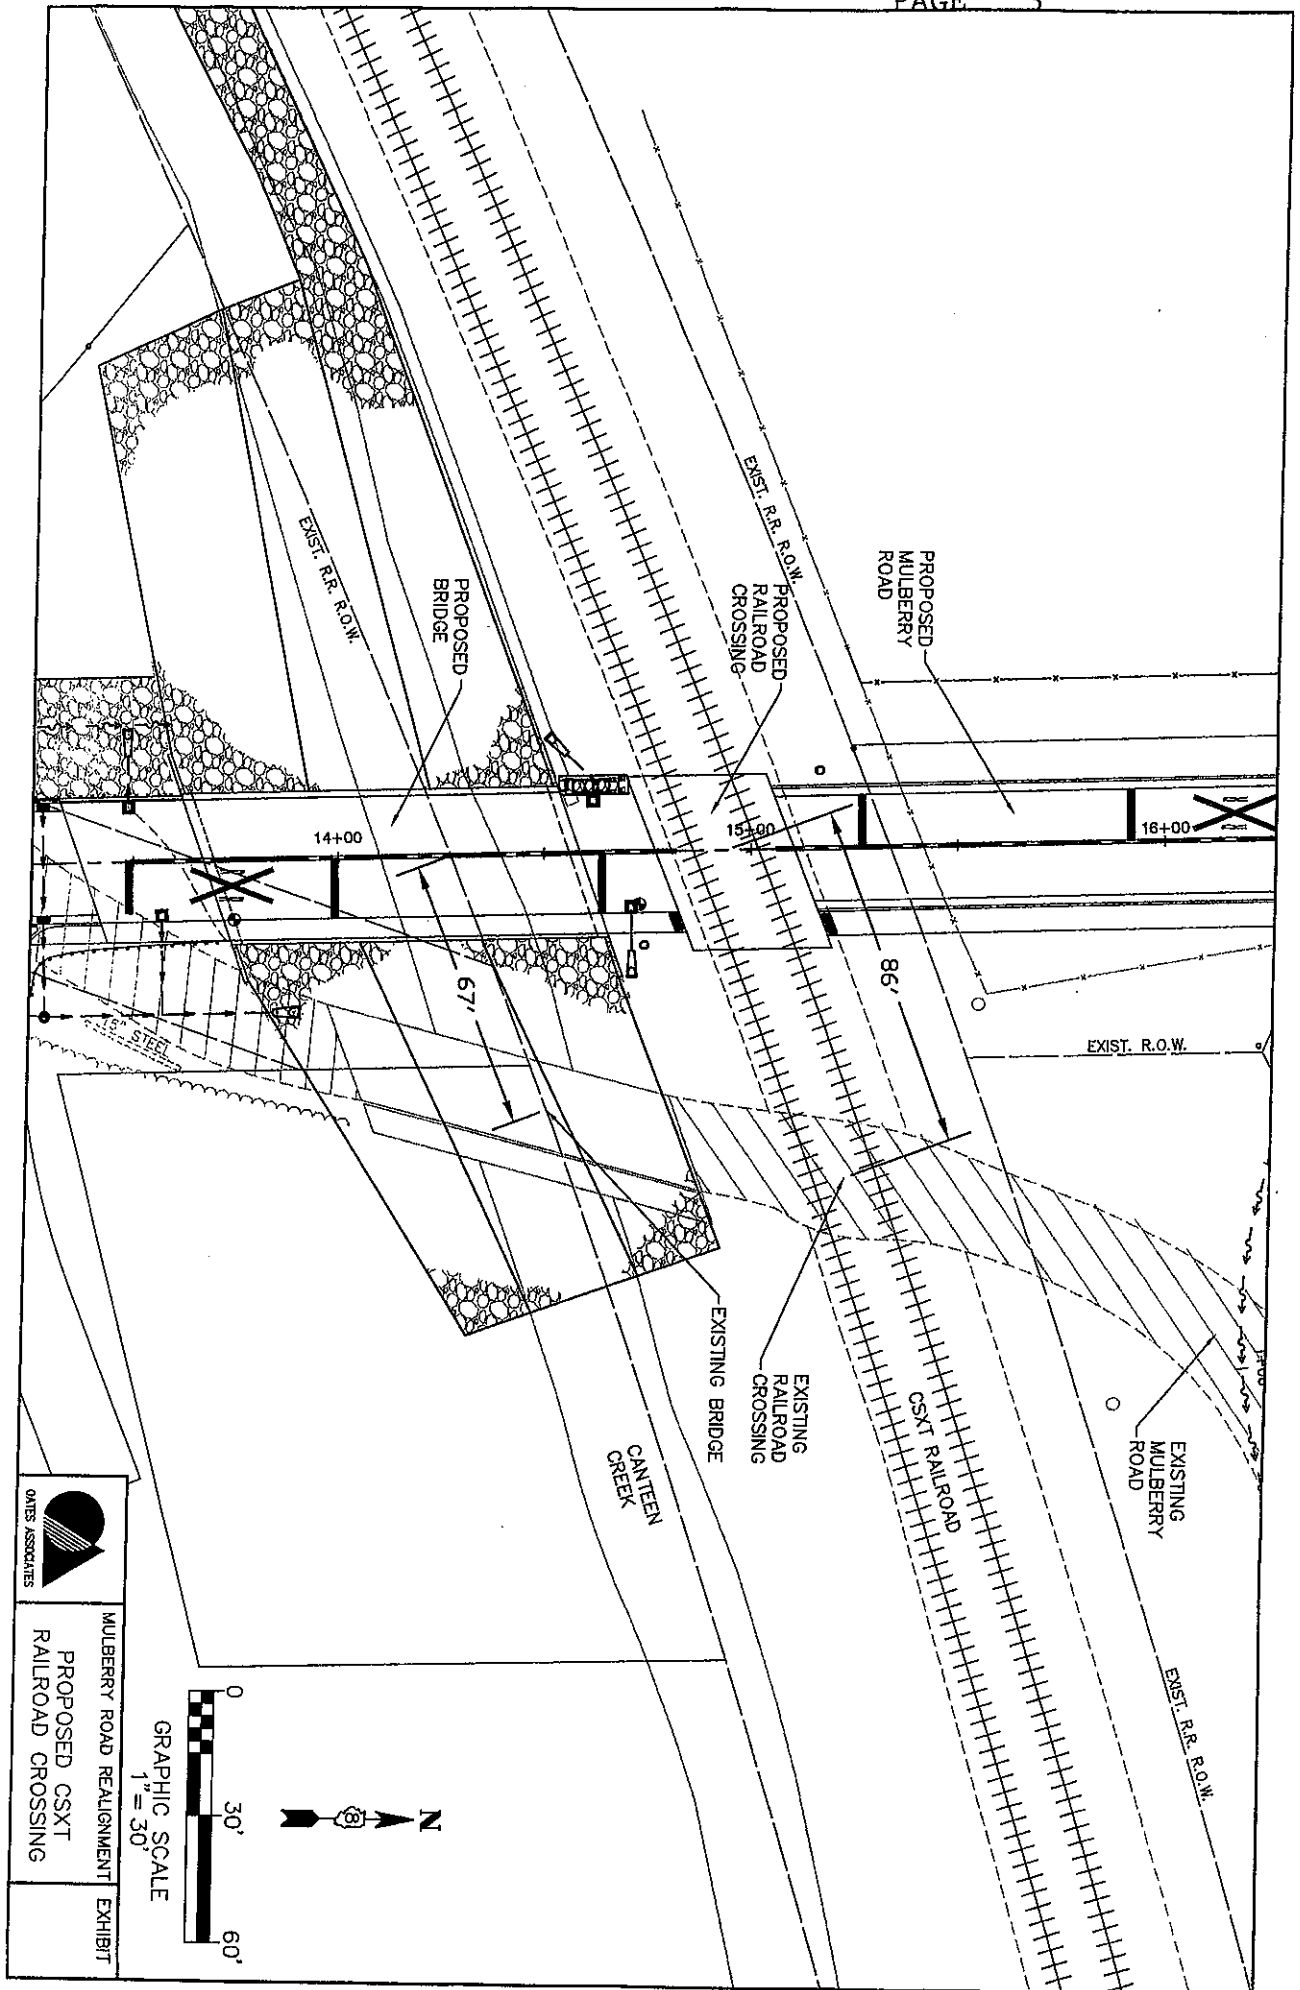 PAGE 3
EXIST. R.R. R.O.W.
PROPOSED
MULBERRY
ROAD
PROPOSED
RAILROAD
CROSSING
EXIST. R.R. R.O.W.
PROPOSED
BRIDGE
14+00
15+00
16+00
86'
67'
EXIST. R.O.W.
STEEL
EXISTING
MULBERRY
ROAD
CSXT RAILROAD
EXISTING
RAILROAD
CROSSING
EXISTING BRIDGE
CANTEEN
CREEK
EXIST. R.R. R.O.W.
N
0 30' 60'
GRAPHIC SCALE
1" = 30'
OATES ASSOCIATES
MULBERRY ROAD REALIGNMENT
EXHIBIT
PROPOSED CSXT
RAILROAD CROSSING